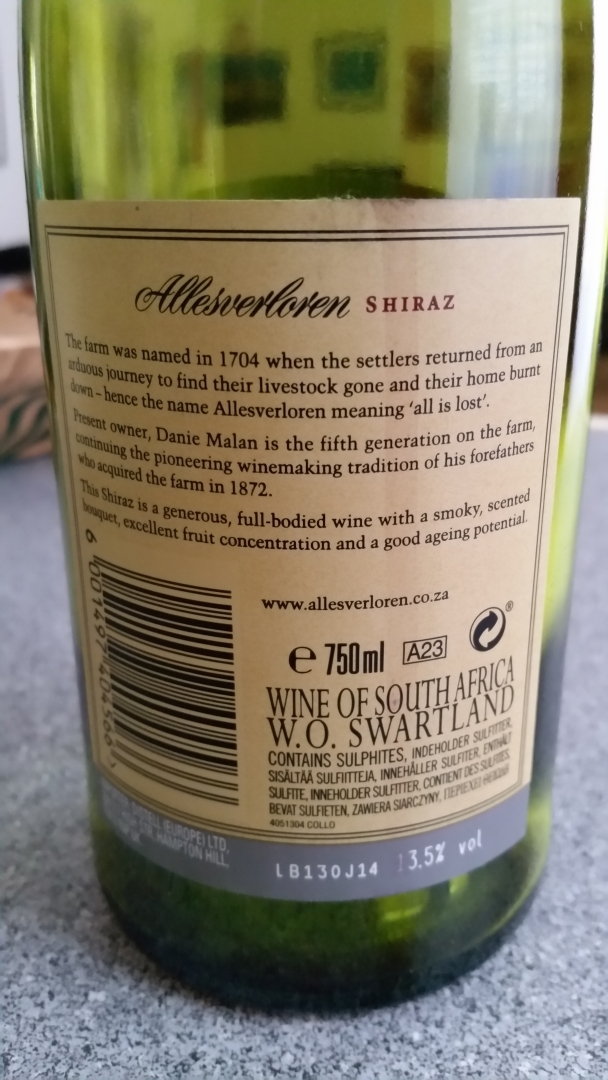 Allesverloren SHIRAZ
The farm was named in 1704 when the settlers returned from an
arduous journey to find their livestock gone and their home burnt
down – hence the name Allesverloren meaning ‘all is lost’.
Present owner, Danie Malan is the fifth generation on the farm,
continuing the pioneering winemaking tradition of his forefathers
who acquired the farm in 1872.
This Shiraz is a generous, full-bodied wine with a smoky, scented
bouquet, excellent fruit concentration and a good ageing potential.
www.allesverloren.co.za
e 750ml A23 ®
WINE OF SOUTH AFRICA
W.O. SWARTLAND
CONTAINS SULPHITES, INDEHOLDER SULFITTER,
SISÄLTÄÄ SULFIITTEJA, INNEHÅLLER SULFITER, ENTHÄLT
SULFITE, INNEHOLDER SULFITTER, CONTIENT DES SULFITES,
BEVAT SULFIETEN, ZAWIERA SIARCZYNY, ΠΕΡΙΕΧΕΙ ΘΕΙΩΔΗ
4051304 COLLO
(EUROPE) LTD,
HAMPTON HILL,
LB130J14 13.5% vol